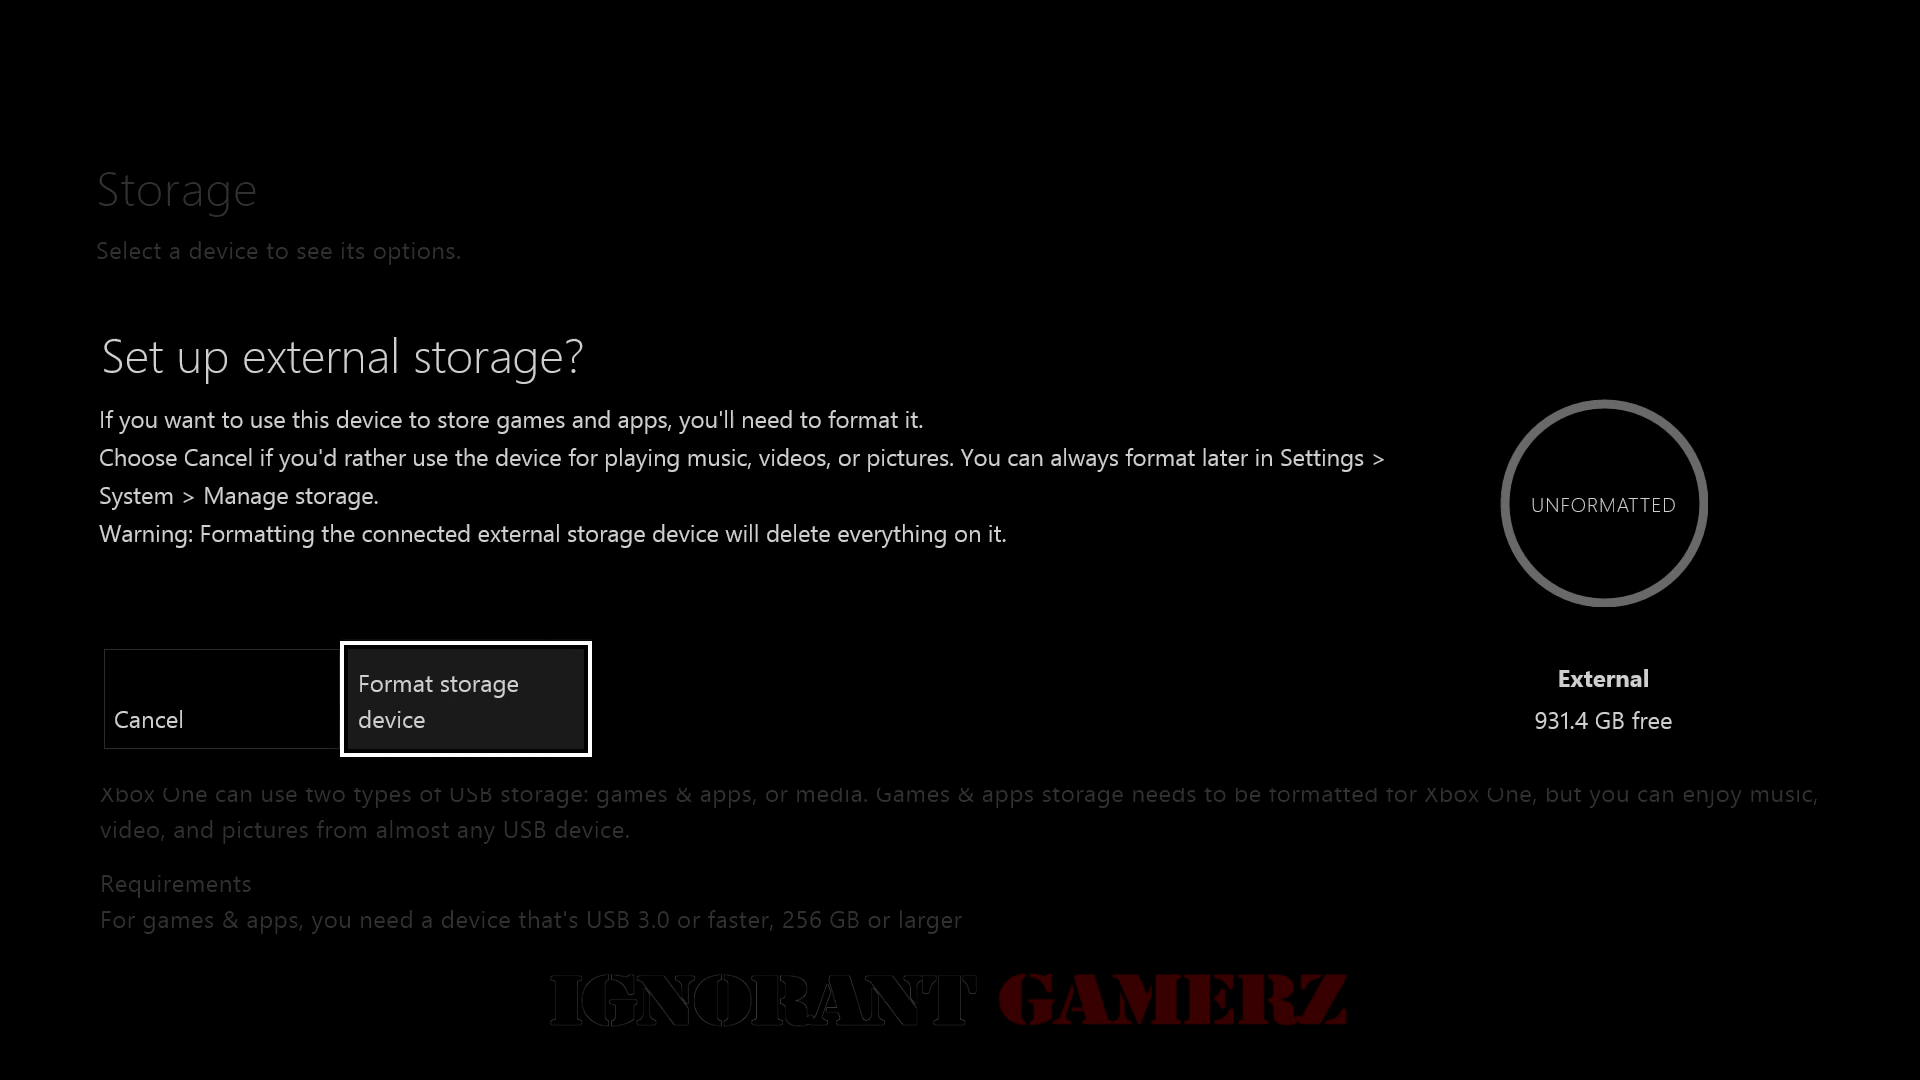 Storage
Select a device to see its options.
Set up external storage?
If you want to use this device to store games and apps, you'll need to format it.
Choose Cancel if you'd rather use the device for playing music, videos, or pictures. You can always format later in Settings >
System > Manage storage.
Warning: Formatting the connected external storage device will delete everything on it.
UNFORMATTED
Cancel
Format storage
device
External
931.4 GB free
Xbox One can use two types of USB storage: games & apps, or media. Games & apps storage needs to be formatted for Xbox One, but you can enjoy music,
video, and pictures from almost any USB device.
Requirements
For games & apps, you need a device that's USB 3.0 or faster, 256 GB or larger
IGNORANT GAMERZ